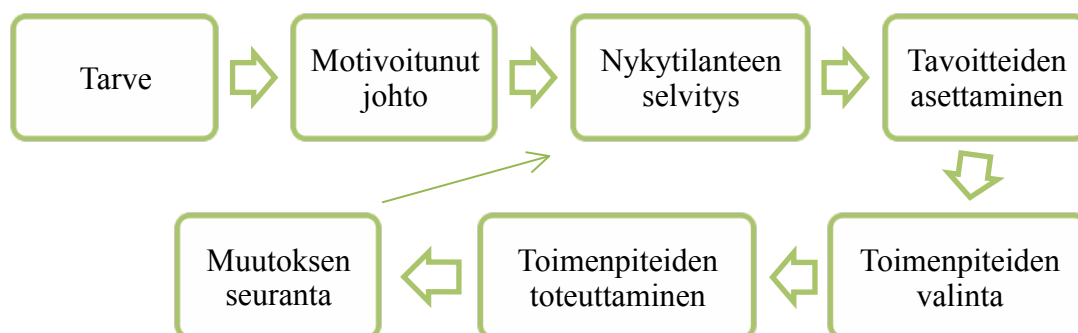 Tarve
Motivoitunut
johto
Nykytilanteen
selvitys
Tavoitteiden
asettaminen
Toimenpiteiden
valinta
Toimenpiteiden
toteuttaminen
Muutoksen
seuranta